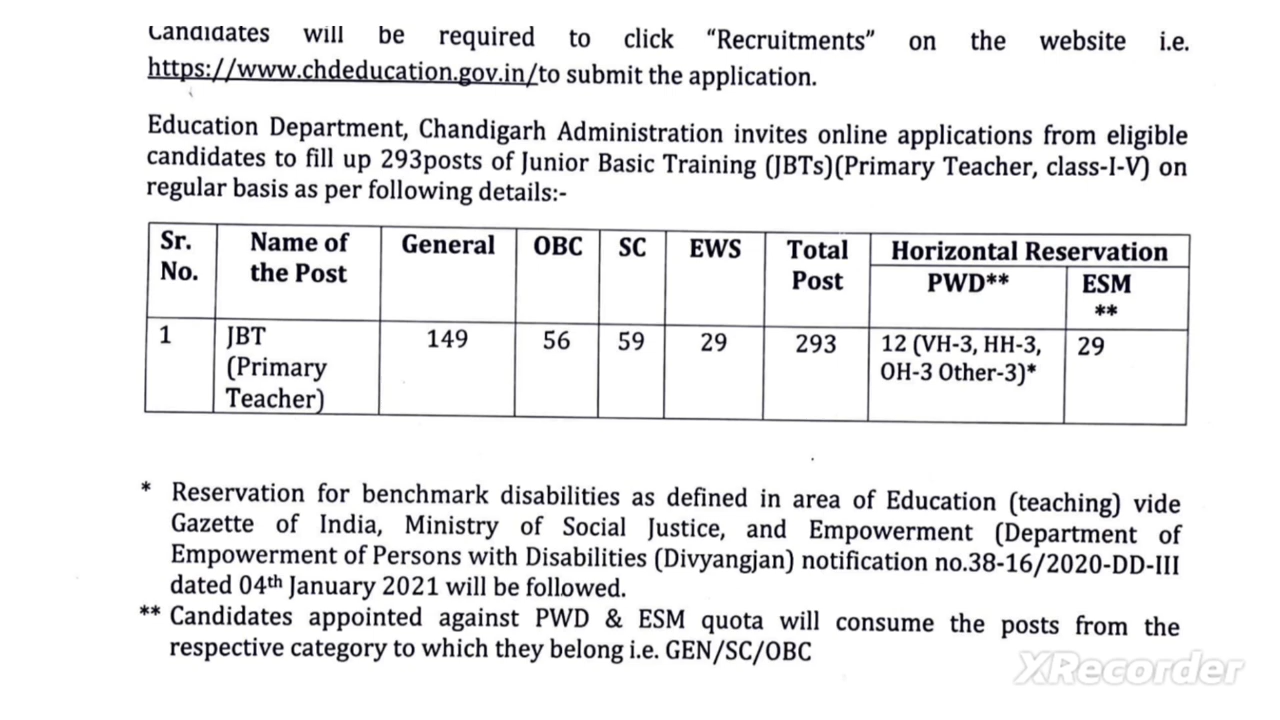 Candidates will be required to click “Recruitments” on the website i.e.
https://www.chdeducation.gov.in/to submit the application.
Education Department, Chandigarh Administration invites online applications from eligible
candidates to fill up 293posts of Junior Basic Training (JBTs)(Primary Teacher, class-I-V) on
regular basis as per following details:-
Sr. No. Name of the Post General OBC SC EWS Total Post Horizontal Reservation
PWD** ESM **
1 JBT (Primary Teacher) 149 56 59 29 293 12 (VH-3, HH-3, OH-3 Other-3)* 29
* Reservation for benchmark disabilities as defined in area of Education (teaching) vide
Gazette of India, Ministry of Social Justice, and Empowerment (Department of
Empowerment of Persons with Disabilities (Divyangjan) notification no.38-16/2020-DD-III
dated 04th January 2021 will be followed.
** Candidates appointed against PWD & ESM quota will consume the posts from the
respective category to which they belong i.e. GEN/SC/OBC
XRecorder